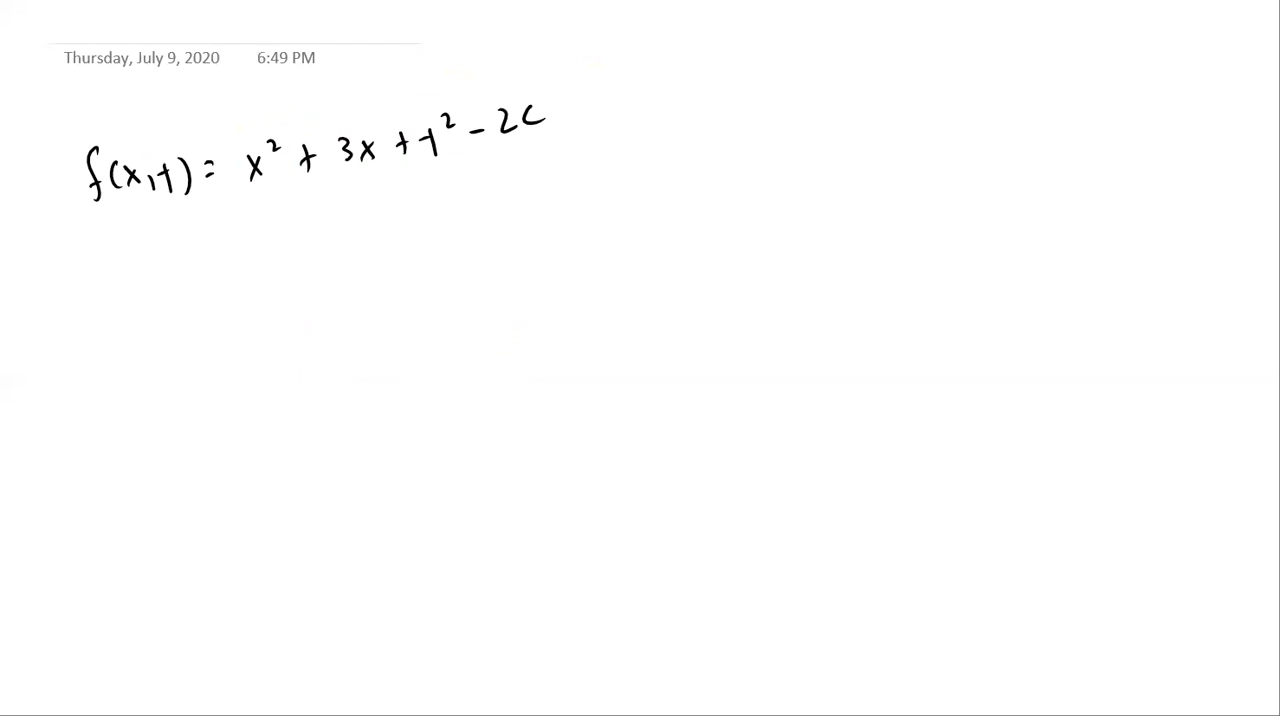 Thursday, July 9, 2020 6:49 PM
f(x,y) = x² + 3x + y² - 2c